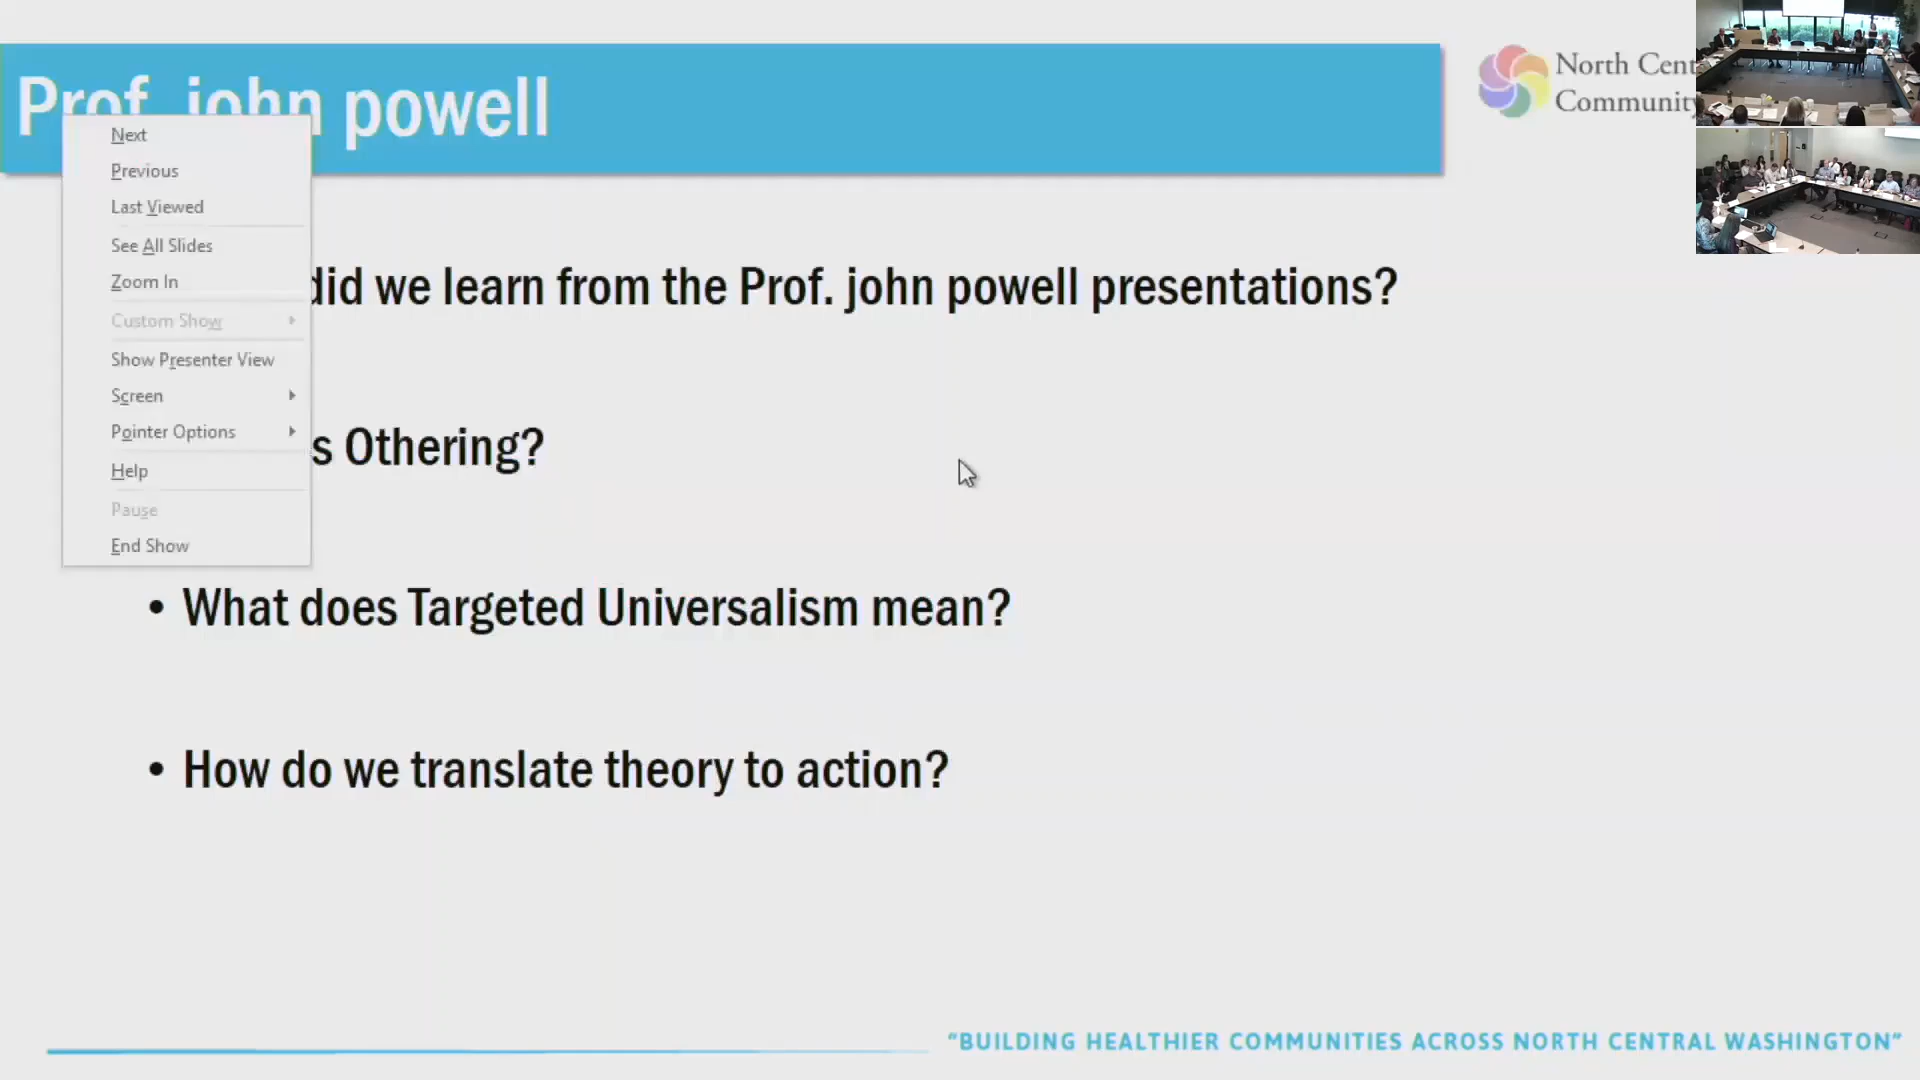 Prof. john powell
North Cent
Community
Next
Previous
Last Viewed
See All Slides
Zoom In
Custom Show
Show Presenter View
Screen
Pointer Options
Help
Pause
End Show
did we learn from the Prof. john powell presentations?
s Othering?
• What does Targeted Universalism mean?
• How do we translate theory to action?
“BUILDING HEALTHIER COMMUNITIES ACROSS NORTH CENTRAL WASHINGTON”